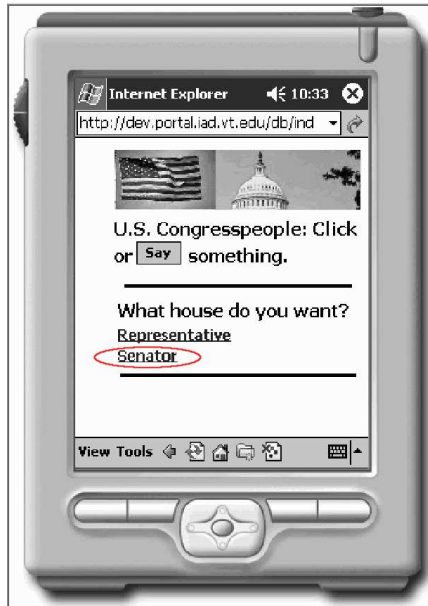 Internet Explorer 10:33
http://dev.portal.iad.vt.edu/db/ind
U.S. Congresspeople: Click
or Say something.
What house do you want?
Representative
Senator
View Tools